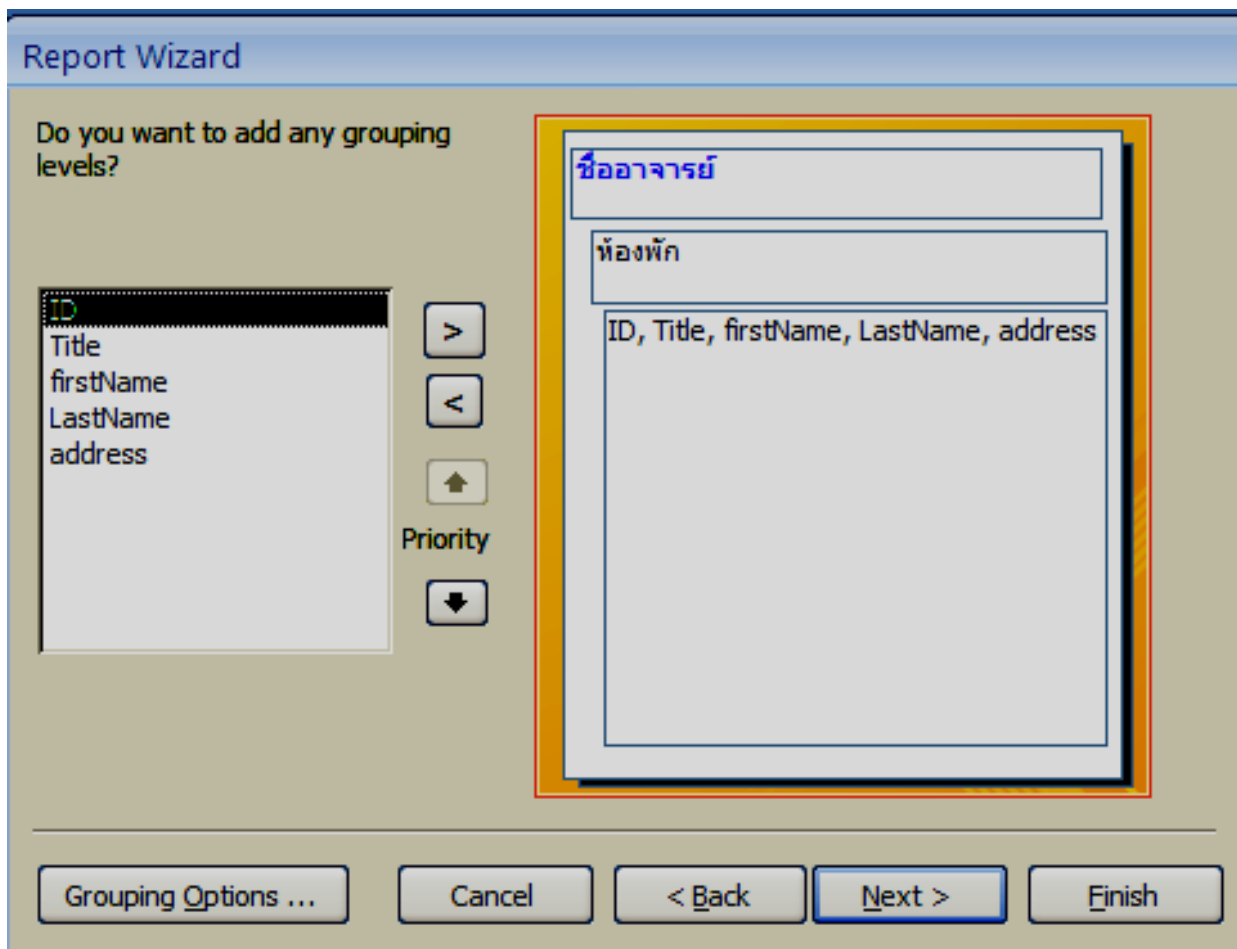 Report Wizard
Do you want to add any grouping
levels?
ID
Title
firstName
LastName
address
>
<
Priority
ชื่ออาจารย์
ห้องพัก
ID, Title, firstName, LastName, address
Grouping Options ...
Cancel
< Back
Next >
Finish